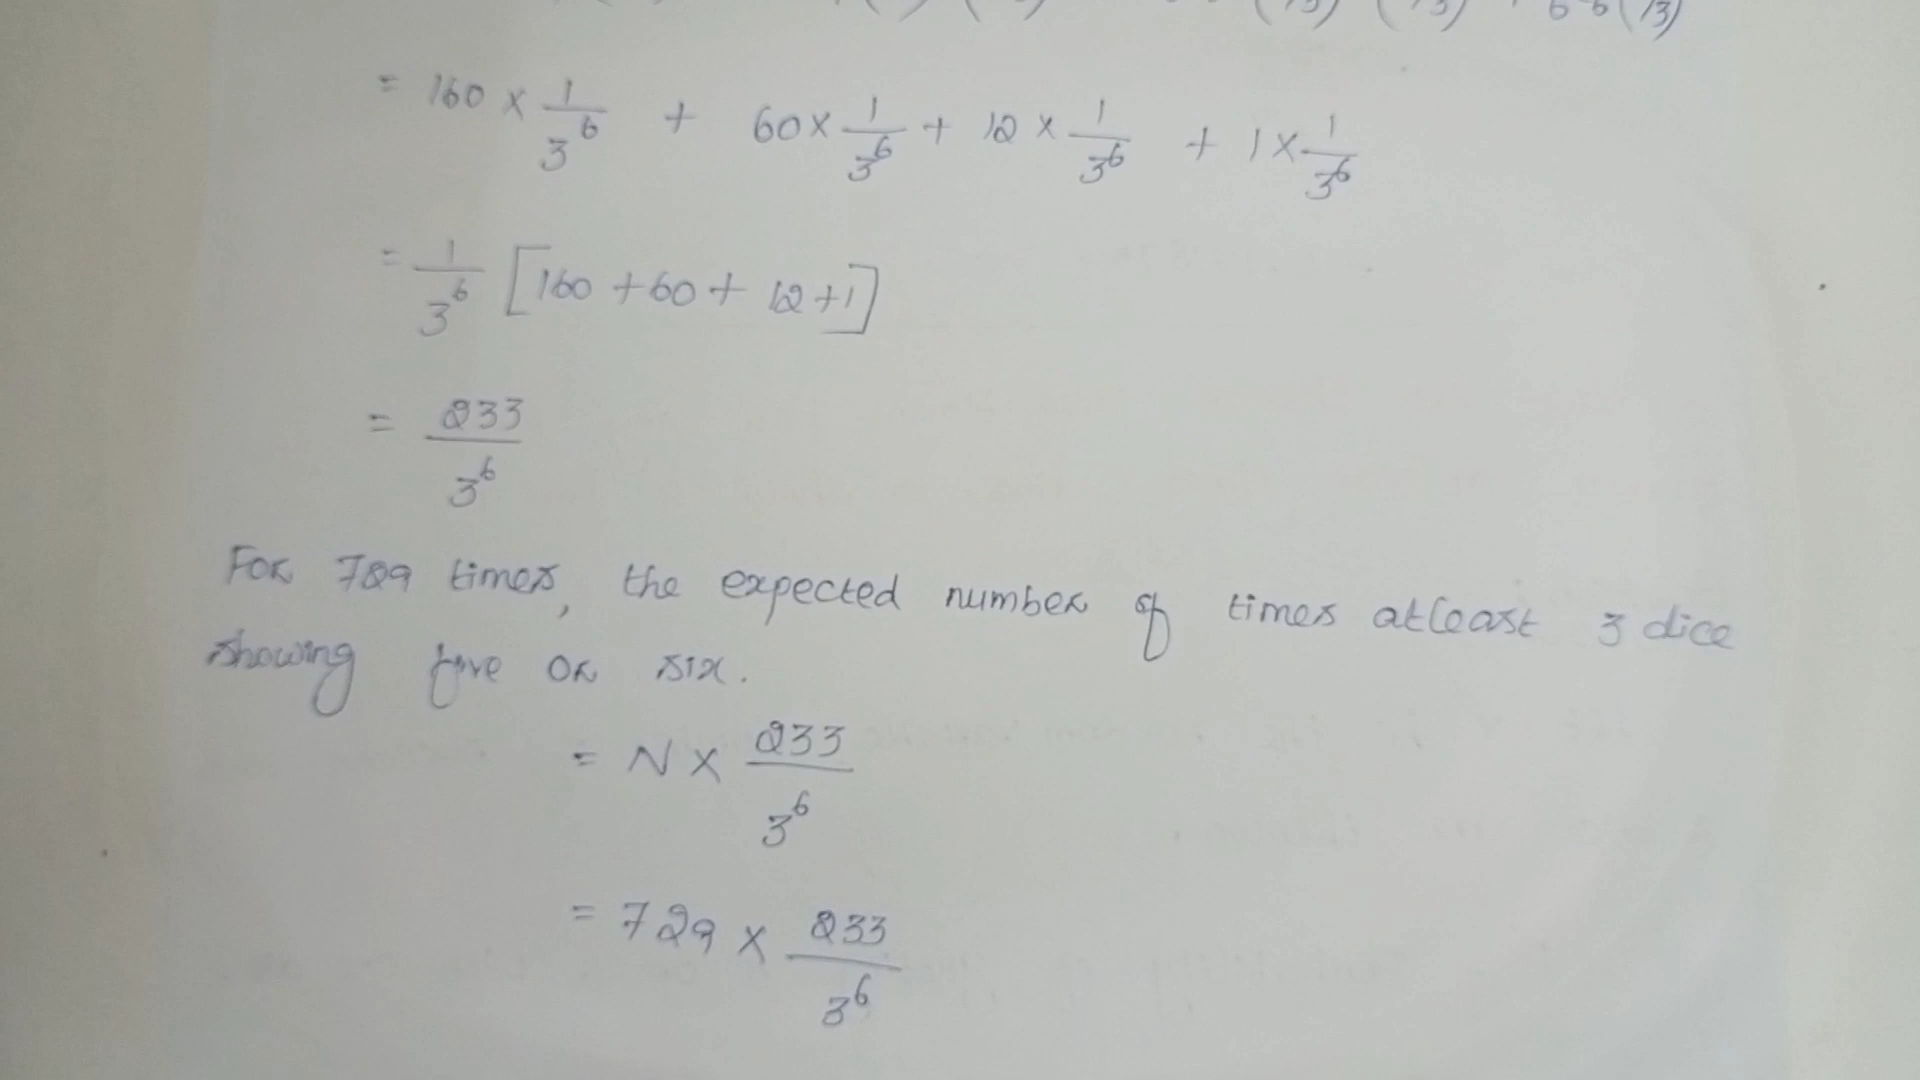 = 160 × 1/3^6 + 60 × 1/3^6 + 12 × 1/3^6 + 1 × 1/3^6
= 1/3^6 [160 + 60 + 12 + 1]
= 233/3^6
For 729 times, the expected number of times atleast 3 dice
showing five or six.
= N × 233/3^6
= 729 × 233/3^6